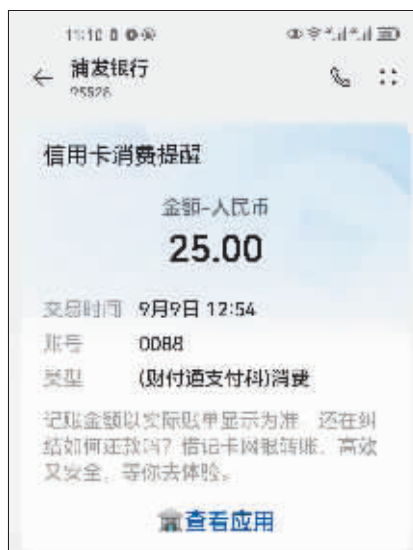 11:10
浦发银行
95528
信用卡消费提醒
金额-人民币
25.00
交易时间 9月9日 12:54
账号 0088
类型 (财付通支付科)消费
记账金额以实际账单显示为准，还在纠
结如何还款吗？借记卡网银转账，高效
又安全，等你去体验。
查看应用